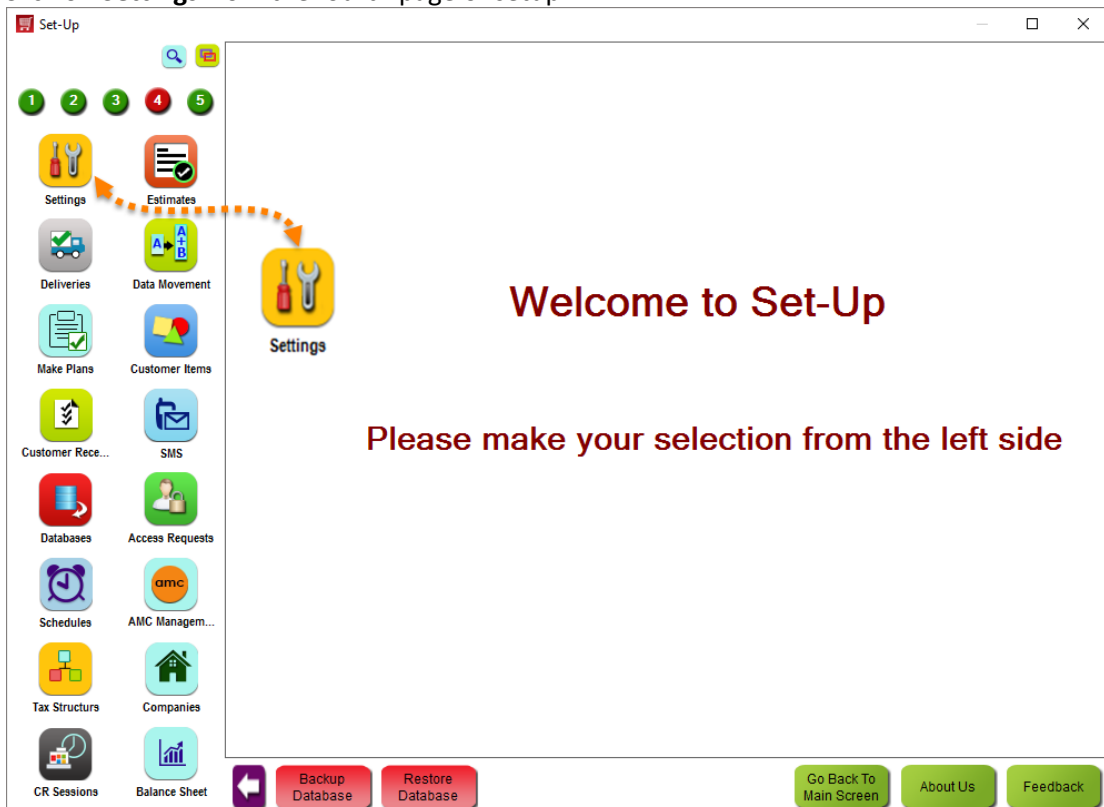 Set-Up
1 2 3 4 5
Settings Estimates
Deliveries Data Movement
A A+B
Make Plans Customer Items
Customer Rece... SMS
Databases Access Requests
amc
Schedules AMC Managem...
Tax Structurs Companies
CR Sessions Balance Sheet
Settings
Welcome to Set-Up
Please make your selection from the left side
Backup Database
Restore Database
Go Back To Main Screen
About Us
Feedback